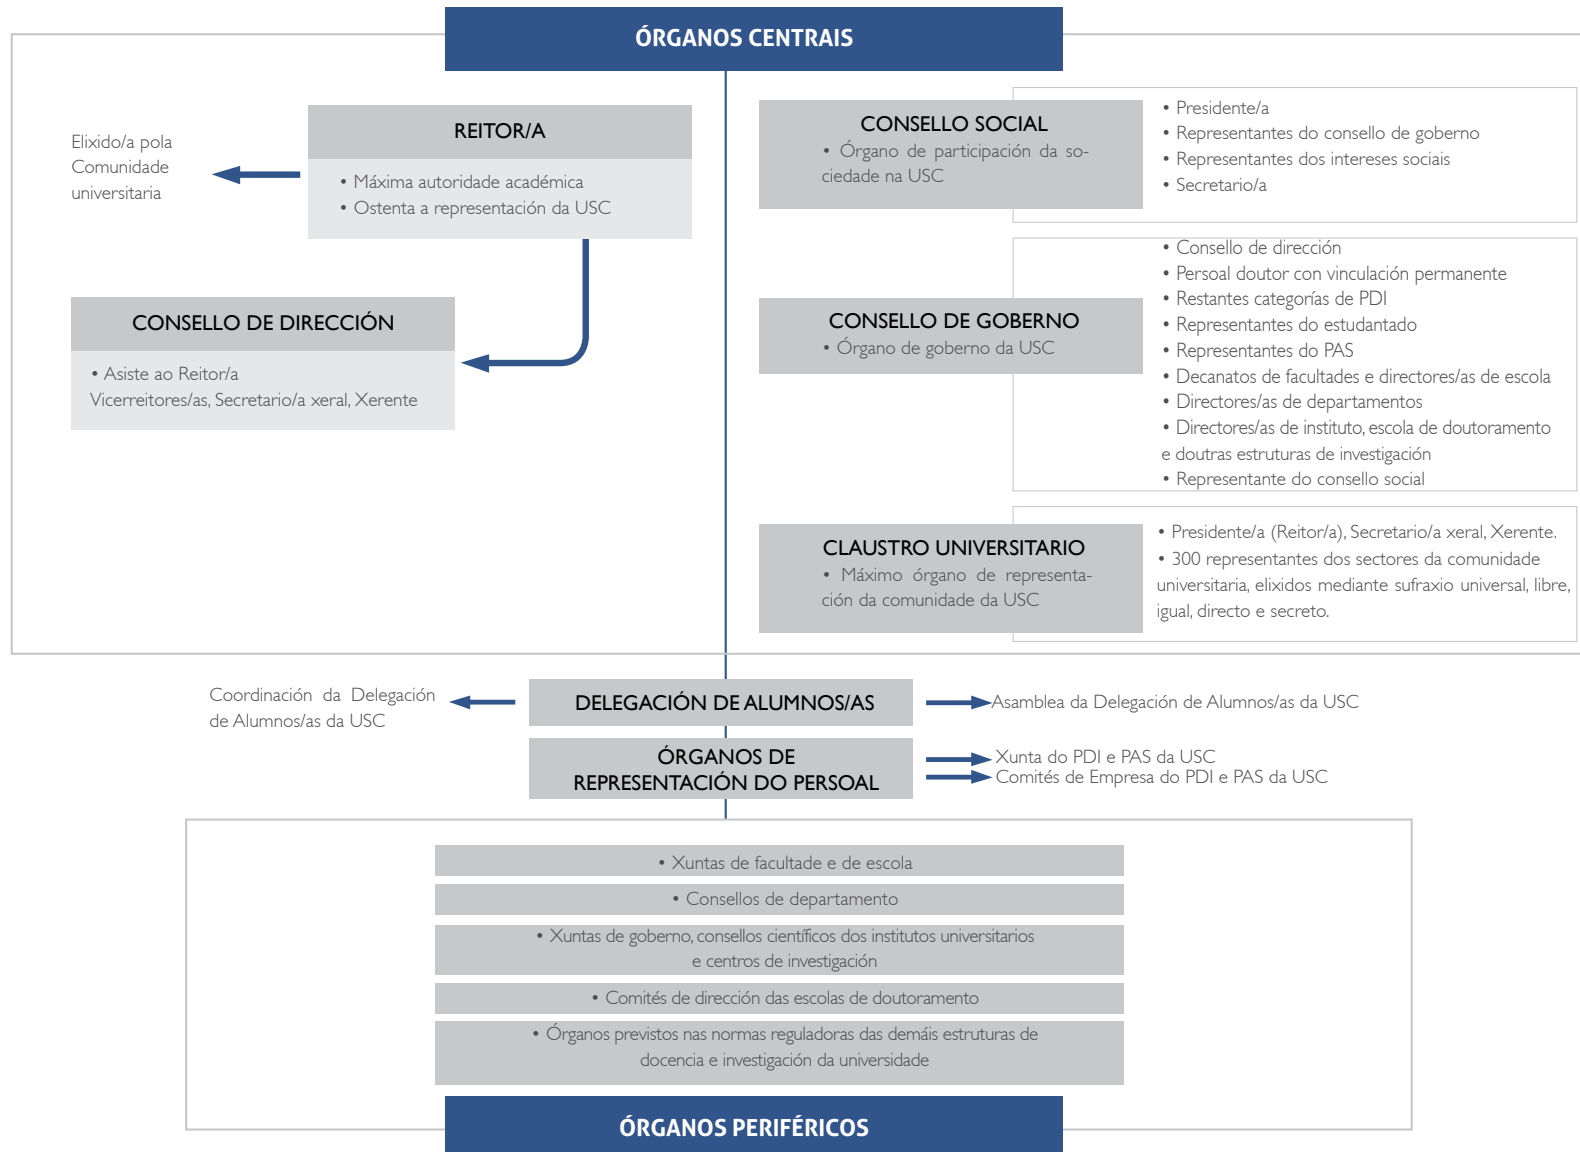 ÓRGANOS CENTRAIS
Elixido/a pola
Comunidade
universitaria
REITOR/A
• Máxima autoridade académica
• Ostenta a representación da USC
CONSELLO DE DIRECCIÓN
• Asiste ao Reitor/a
Vicerreitores/as, Secretario/a xeral, Xerente
CONSELLO SOCIAL
• Órgano de participación da so-
ciedade na USC
• Presidente/a
• Representantes do consello de goberno
• Representantes dos intereses sociais
• Secretario/a
CONSELLO DE GOBERNO
• Órgano de goberno da USC
• Consello de dirección
• Persoal doutor con vinculación permanente
• Restantes categorías de PDI
• Representantes do estudantado
• Representantes do PAS
• Decanatos de facultades e directores/as de escola
• Directores/as de departamentos
• Directores/as de instituto, escola de doutoramento
e doutras estruturas de investigación
• Representante do consello social
CLAUSTRO UNIVERSITARIO
• Máximo órgano de representa-
ción da comunidade da USC
• Presidente/a (Reitor/a), Secretario/a xeral, Xerente.
• 300 representantes dos sectores da comunidade
universitaria, elixidos mediante sufraxio universal, libre,
igual, directo e secreto.
Coordinación da Delegación
de Alumnos/as da USC
DELEGACIÓN DE ALUMNOS/AS
Asamblea da Delegación de Alumnos/as da USC
ÓRGANOS DE
REPRESENTACIÓN DO PERSOAL
Xunta do PDI e PAS da USC
Comités de Empresa do PDI e PAS da USC
• Xuntas de facultade e de escola
• Consellos de departamento
• Xuntas de goberno, consellos científicos dos institutos universitarios
e centros de investigación
• Comités de dirección das escolas de doutoramento
• Órganos previstos nas normas reguladoras das demáis estruturas de
docencia e investigación da universidade
ÓRGANOS PERIFÉRICOS